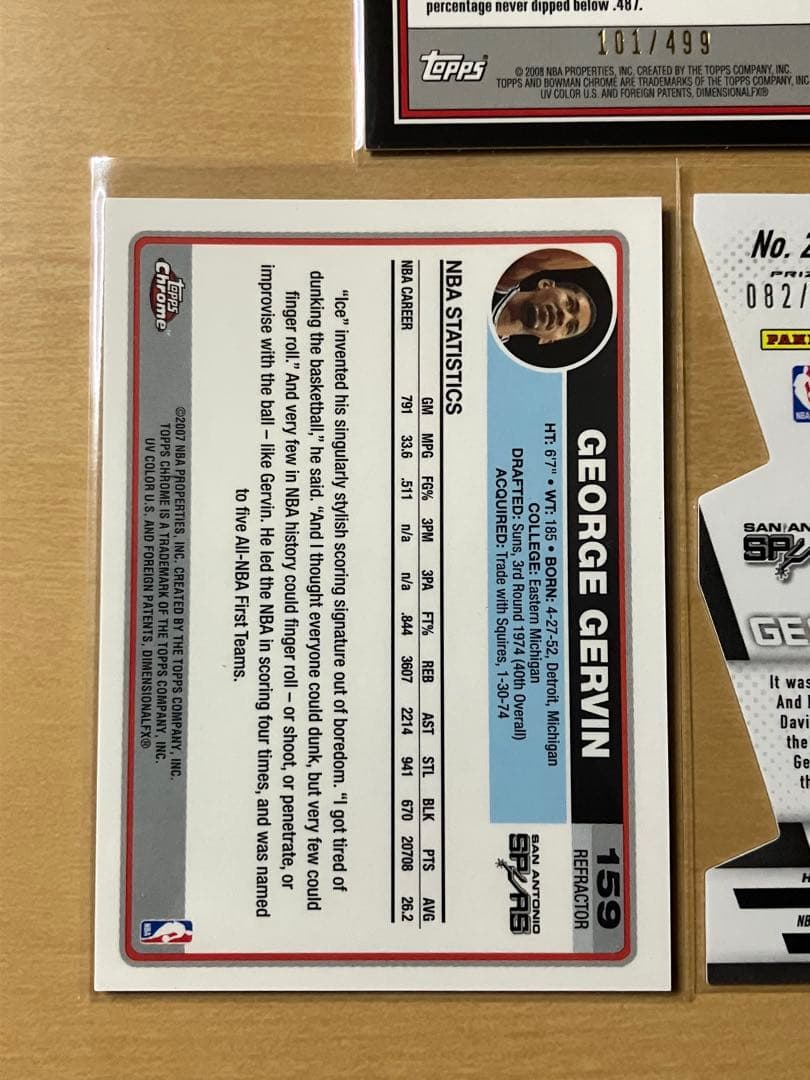 percentage never dipped below .487.
101/499
Topps
© 2008 NBA PROPERTIES, INC. CREATED BY THE TOPPS COMPANY, INC.
TOPPS AND BOWMAN CHROME ARE TRADEMARKS OF THE TOPPS COMPANY, INC
UV COLOR U.S. AND FOREIGN PATENTS, DIMENSIONALFX®
159
REFRACTOR
GEORGE GERVIN
SAN ANTONIO
SPURS
HT: 6'7" • WT: 185 • BORN: 4-27-52, Detroit, Michigan
COLLEGE: Eastern Michigan
DRAFTED: Suns, 3rd Round 1974 (40th Overall)
ACQUIRED: Trade with Squires, 1-30-74
NBA STATISTICS
GM MPG FG% 3PM 3PA FT% REB AST STL BLK PTS AVG
NBA CAREER 791 33.6 .511 n/a n/a .844 3607 2214 941 670 20708 26.2
"Ice" invented his singularly stylish scoring signature out of boredom. "I got tired of
dunking the basketball," he said. "And I thought everyone could dunk, but very few could
finger roll." And very few in NBA history could finger roll – or shoot, or penetrate, or
improvise with the ball – like Gervin. He led the NBA in scoring four times, and was named
to five All-NBA First Teams.
Topps
Chrome
©2007 NBA PROPERTIES, INC. CREATED BY THE TOPPS COMPANY, INC.
TOPPS CHROME IS A TRADEMARK OF THE TOPPS COMPANY, INC.
UV COLOR U.S. AND FOREIGN PATENTS, DIMENSIONALFX®
NBA
No. 2
PRIZ
082/
PANI
NBA
SAN AN
SPU
GE
It was
And
Davi
the
Ge
th
H
NB